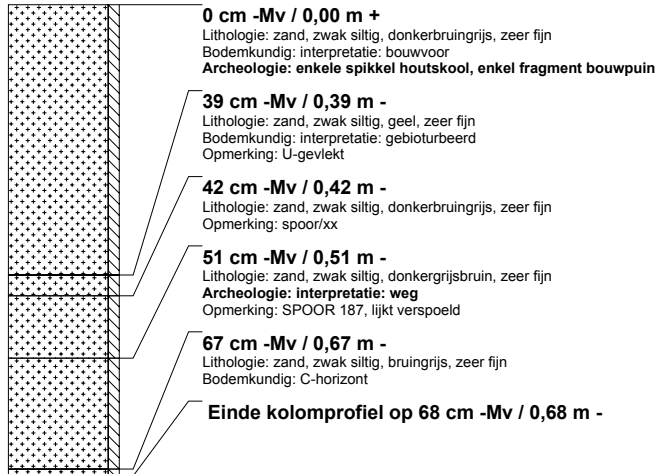 0 cm -Mv / 0,00 m +
Lithologie: zand, zwak siltig, donkerbruingrijs, zeer fijn
Bodemkundig: interpretatie: bouwvoor
Archeologie: enkele spikkel houtskool, enkel fragment bouwpuin
39 cm -Mv / 0,39 m -
Lithologie: zand, zwak siltig, geel, zeer fijn
Bodemkundig: interpretatie: gebioturbeerd
Opmerking: U-gevlekt
42 cm -Mv / 0,42 m -
Lithologie: zand, zwak siltig, donkerbruingrijs, zeer fijn
Opmerking: spoor/xx
51 cm -Mv / 0,51 m -
Lithologie: zand, zwak siltig, donkergrijsbruin, zeer fijn
Archeologie: interpretatie: weg
Opmerking: SPOOR 187, lijkt verspoeld
67 cm -Mv / 0,67 m -
Lithologie: zand, zwak siltig, bruingrijs, zeer fijn
Bodemkundig: C-horizont
Einde kolomprofiel op 68 cm -Mv / 0,68 m -